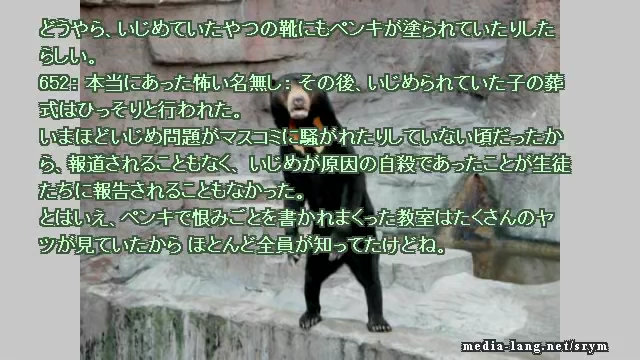 どうやら、いじめていたやつの靴にもペンキが塗られていたりした
らしい。
652： 本当にあった怖い名無し： その後、いじめられていた子の葬
式はひっそりと行われた。
いまほどいじめ問題がマスコミに騒がれたりしていない頃だったか
ら、報道されることもなく、 いじめが原因の自殺であったことが生徒
たちに報告されることもなかった。
とはいえ、ペンキで恨みごとを書かれまくった教室はたくさんのヤ
ツが見ていたから ほとんど全員が知ってたけどね。
media-lang.net/srym